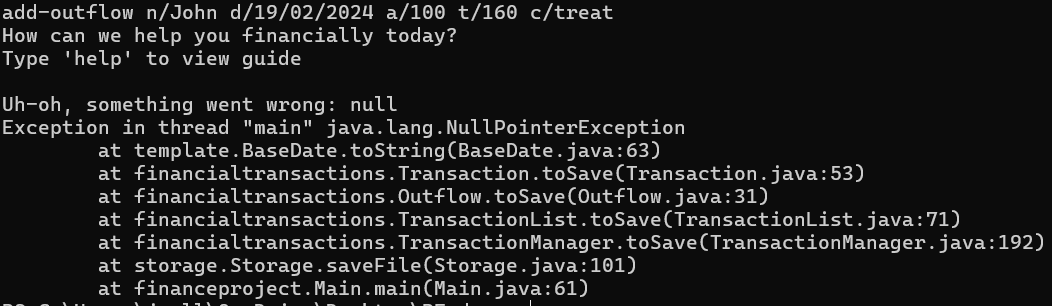 add-outflow n/John d/19/02/2024 a/100 t/160 c/treat
How can we help you financially today?
Type 'help' to view guide
Uh-oh, something went wrong: null
Exception in thread "main" java.lang.NullPointerException
at template.BaseDate.toString(BaseDate.java:63)
at financialtransactions.Transaction.toSave(Transaction.java:53)
at financialtransactions.Outflow.toSave(Outflow.java:31)
at financialtransactions.TransactionList.toSave(TransactionList.java:71)
at financialtransactions.TransactionManager.toSave(TransactionManager.java:192)
at storage.Storage.saveFile(Storage.java:101)
at financeproject.Main.main(Main.java:61)